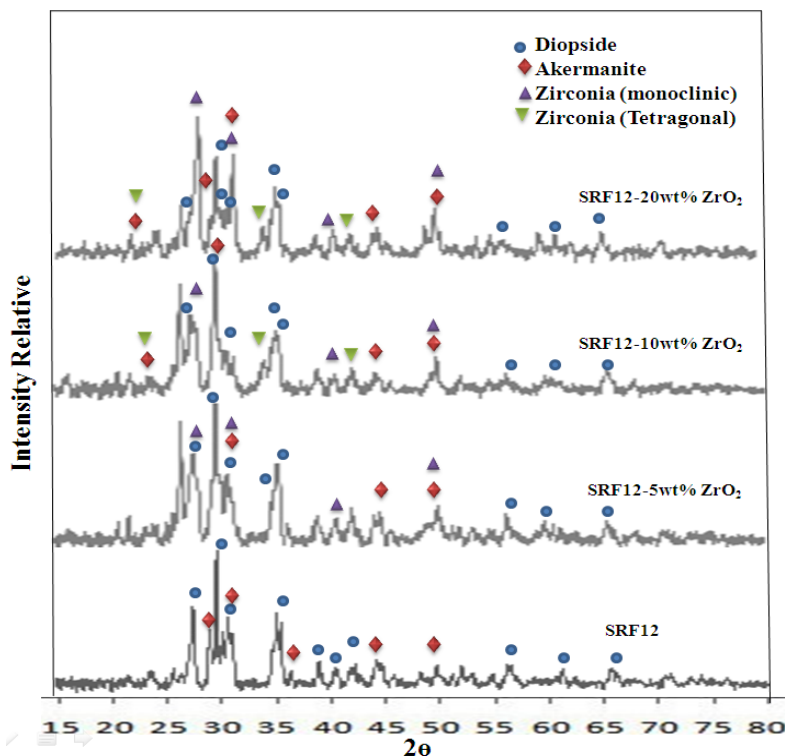 Diopside
Akermanite
Zirconia (monoclinic)
Zirconia (Tetragonal)
SRF12-20wt% ZrO₂
SRF12-10wt% ZrO₂
SRF12-5wt% ZrO₂
SRF12
Intensity Relative
15 20 25 30 35 40 45 50 55 60 65 70 75 80
2ө